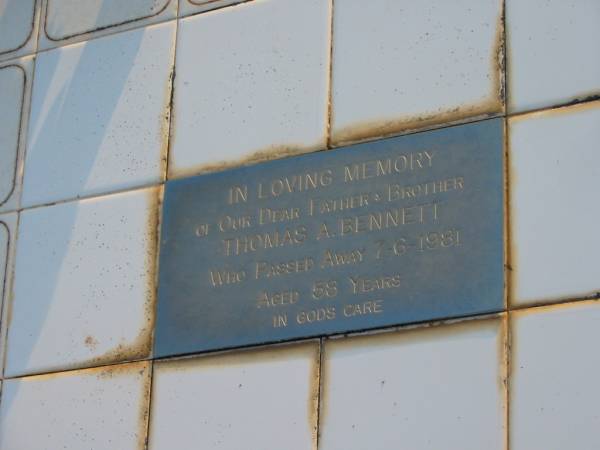 IN LOVING MEMORY
OF OUR DEAR FATHER & BROTHER
THOMAS A. BENNETT
WHO PASSED AWAY 7-6-1981
AGED 58 YEARS
IN GODS CARE